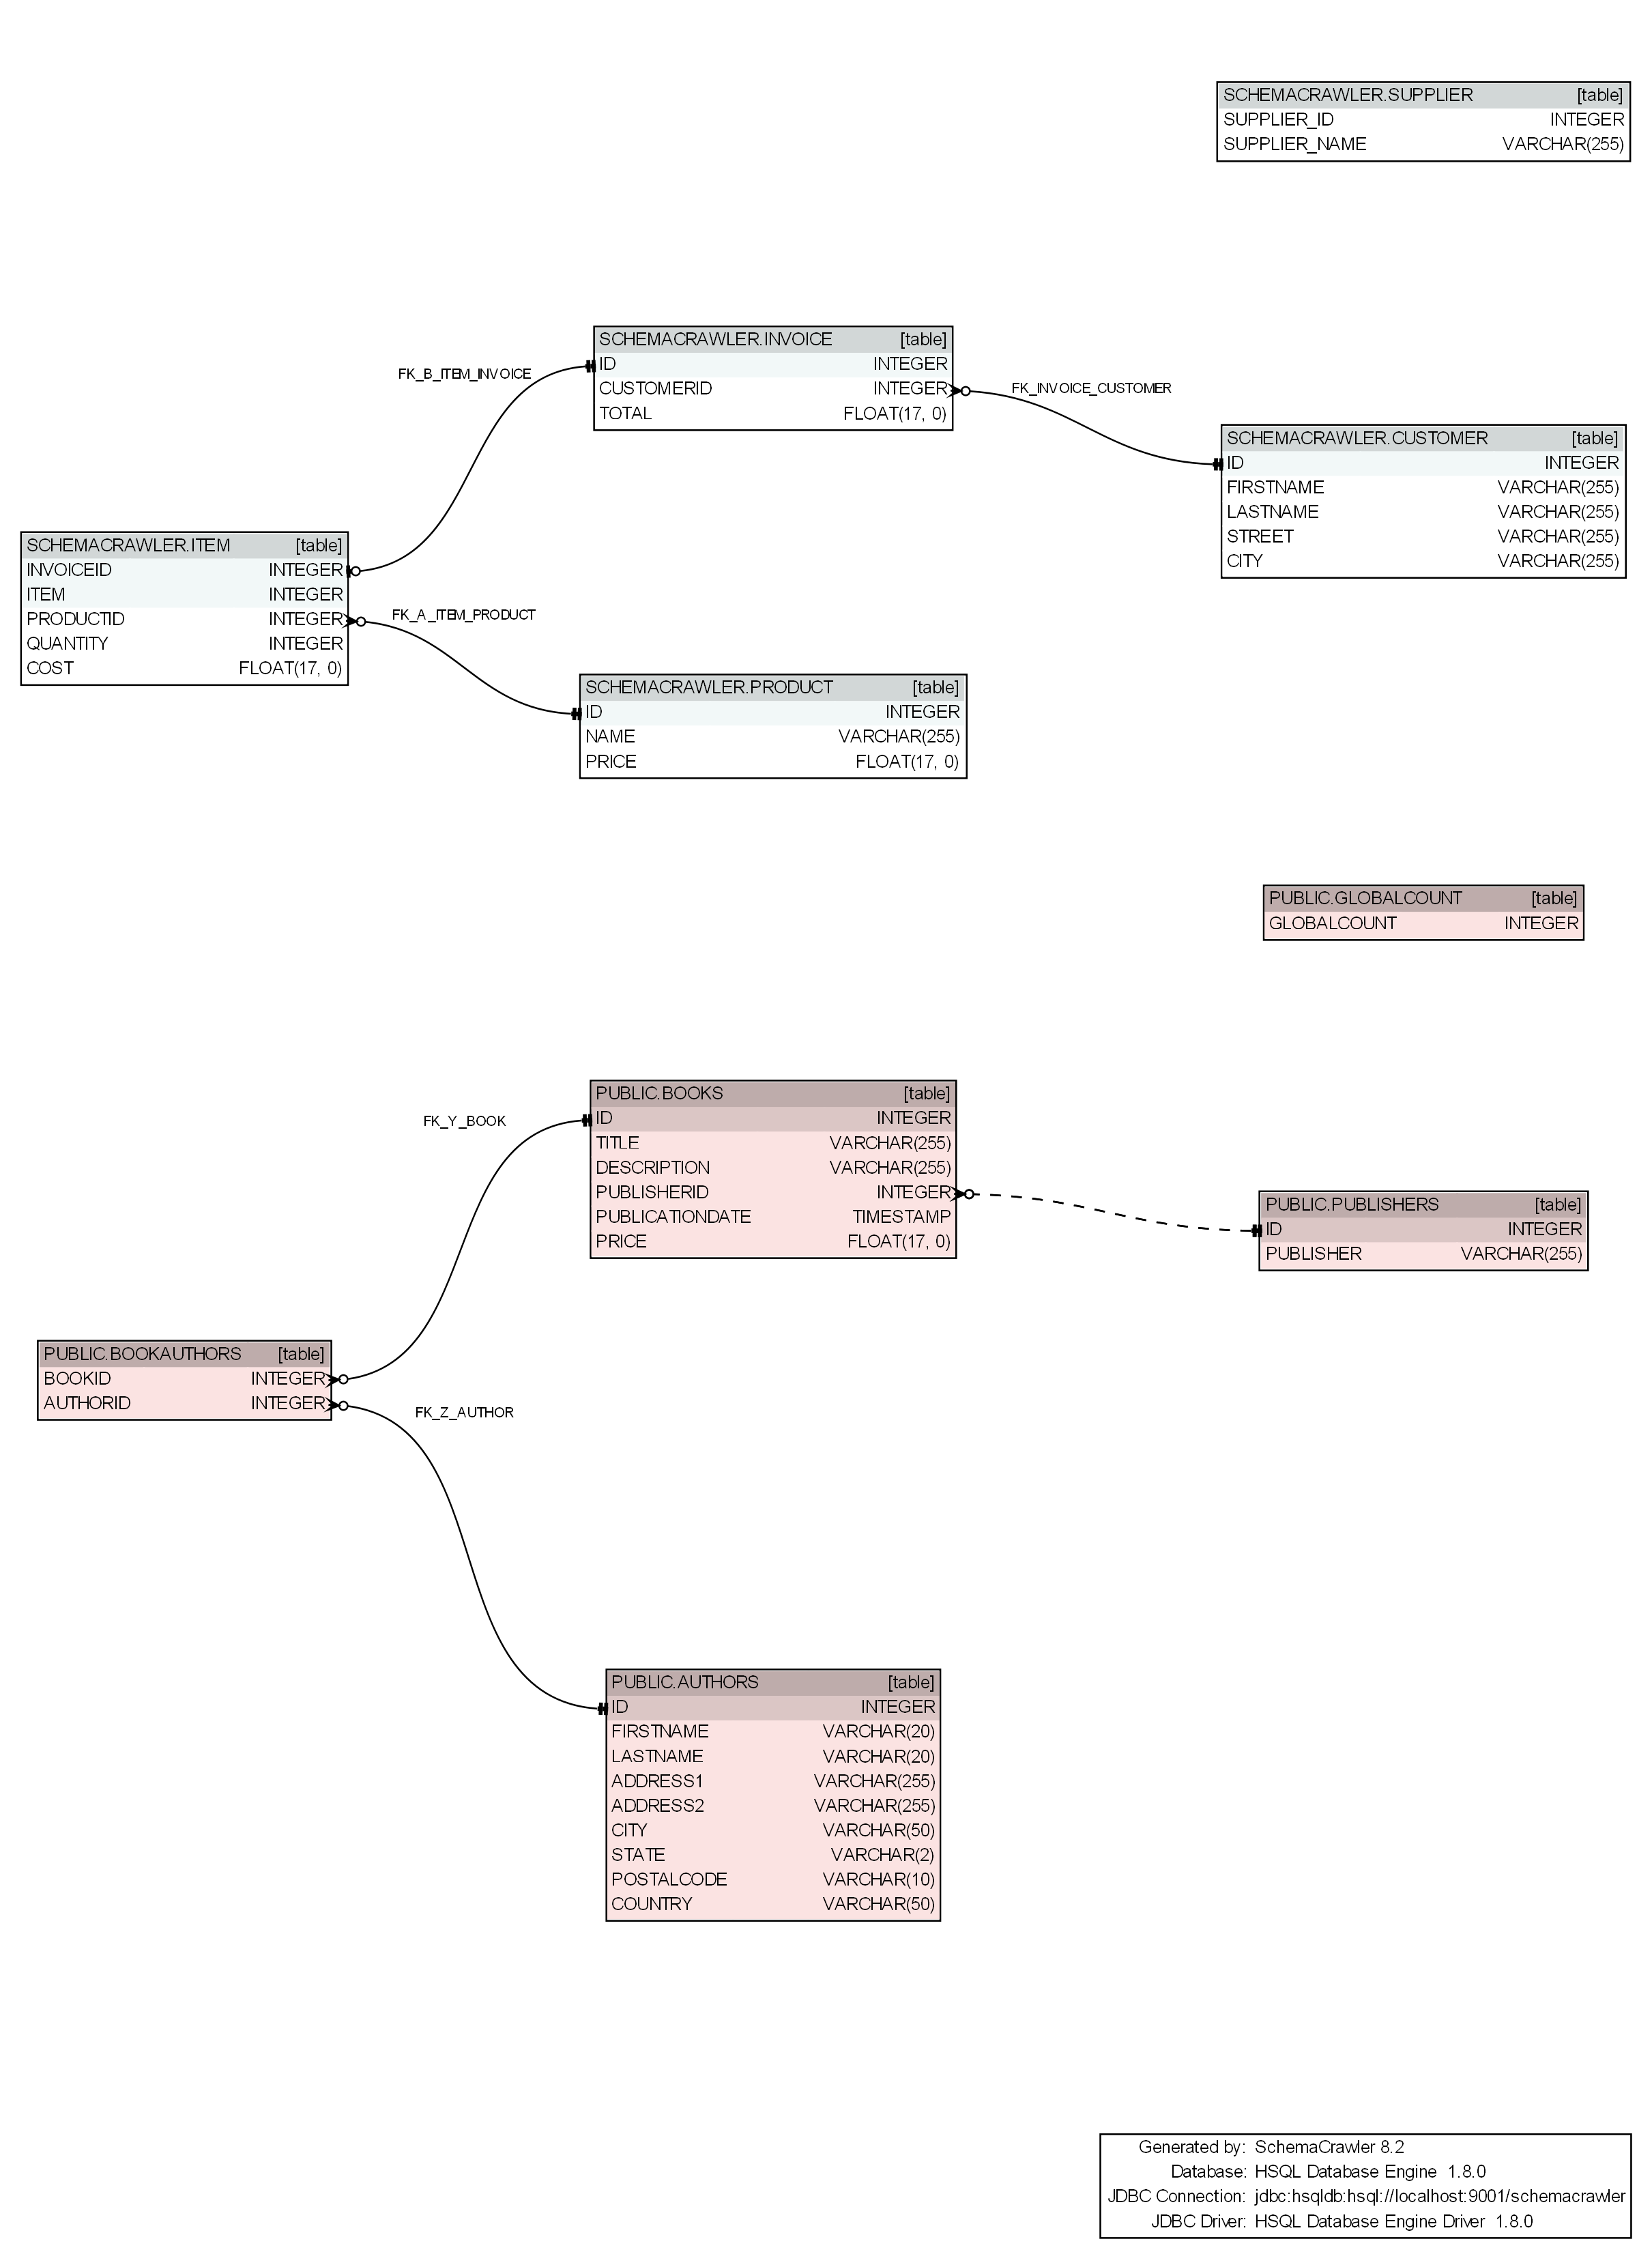 SCHEMACRAWLER.SUPPLIER [table]
SUPPLIER_ID INTEGER
SUPPLIER_NAME VARCHAR(255)
SCHEMACRAWLER.INVOICE [table]
ID INTEGER
CUSTOMERID INTEGER
TOTAL FLOAT(17, 0)
FK_B_ITEM_INVOICE
FK_INVOICE_CUSTOMER
SCHEMACRAWLER.CUSTOMER [table]
ID INTEGER
FIRSTNAME VARCHAR(255)
LASTNAME VARCHAR(255)
STREET VARCHAR(255)
CITY VARCHAR(255)
SCHEMACRAWLER.ITEM [table]
INVOICEID INTEGER
ITEM INTEGER
PRODUCTID INTEGER
QUANTITY INTEGER
COST FLOAT(17, 0)
FK_A_ITEM_PRODUCT
SCHEMACRAWLER.PRODUCT [table]
ID INTEGER
NAME VARCHAR(255)
PRICE FLOAT(17, 0)
PUBLIC.GLOBALCOUNT [table]
GLOBALCOUNT INTEGER
PUBLIC.BOOKS [table]
ID INTEGER
TITLE VARCHAR(255)
DESCRIPTION VARCHAR(255)
PUBLISHERID INTEGER
PUBLICATIONDATE TIMESTAMP
PRICE FLOAT(17, 0)
FK_Y_BOOK
PUBLIC.PUBLISHERS [table]
ID INTEGER
PUBLISHER VARCHAR(255)
PUBLIC.BOOKAUTHORS [table]
BOOKID INTEGER
AUTHORID INTEGER
FK_Z_AUTHOR
PUBLIC.AUTHORS [table]
ID INTEGER
FIRSTNAME VARCHAR(20)
LASTNAME VARCHAR(20)
ADDRESS1 VARCHAR(255)
ADDRESS2 VARCHAR(255)
CITY VARCHAR(50)
STATE VARCHAR(2)
POSTALCODE VARCHAR(10)
COUNTRY VARCHAR(50)
Generated by: SchemaCrawler 8.2
Database: HSQL Database Engine 1.8.0
JDBC Connection: jdbc:hsqldb:hsql://localhost:9001/schemacrawler
JDBC Driver: HSQL Database Engine Driver 1.8.0